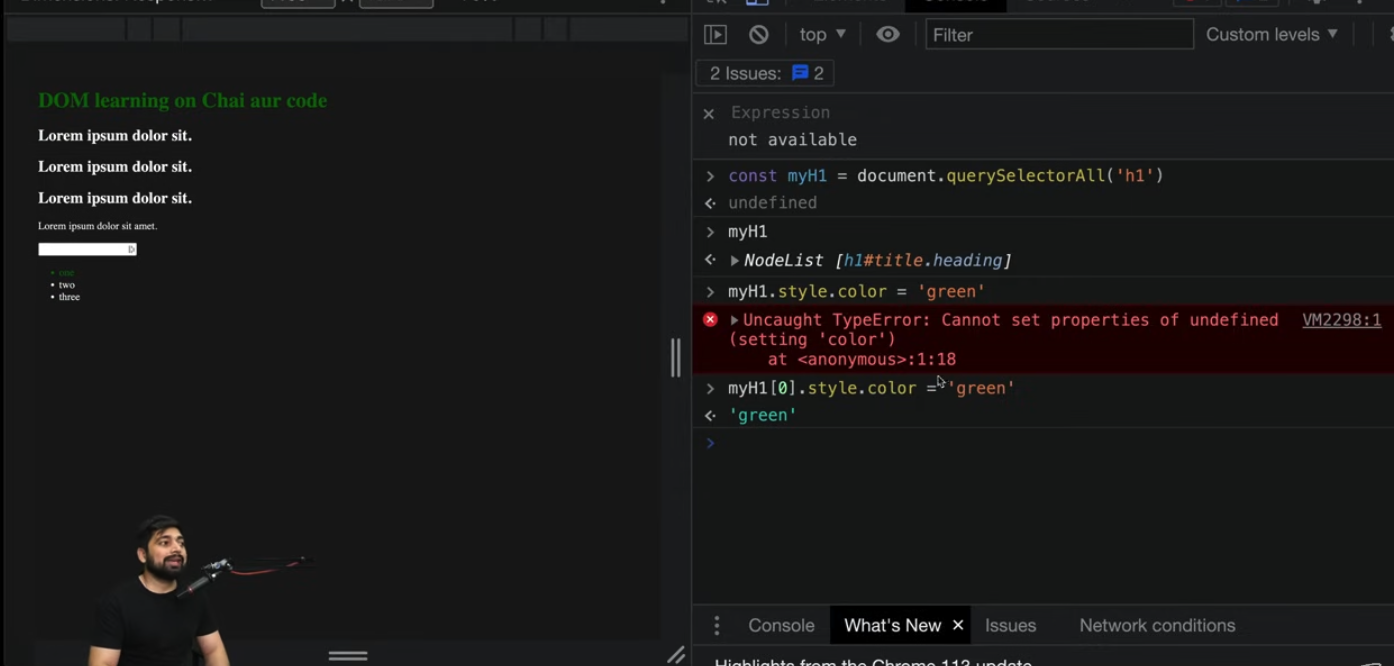 top
Filter
Custom levels
2 Issues: 2
DOM learning on Chai aur code
Lorem ipsum dolor sit.
Lorem ipsum dolor sit.
Lorem ipsum dolor sit.
Lorem ipsum dolor sit amet.
one
two
three
Expression
not available
const myH1 = document.querySelectorAll('h1')
undefined
myH1
NodeList [h1#title.heading]
myH1.style.color = 'green'
Uncaught TypeError: Cannot set properties of undefined VM2298:1
(setting 'color')
at <anonymous>:1:18
myH1[0].style.color = 'green'
'green'
Console What's New Issues Network conditions
Highlights from the Chrome 113 update